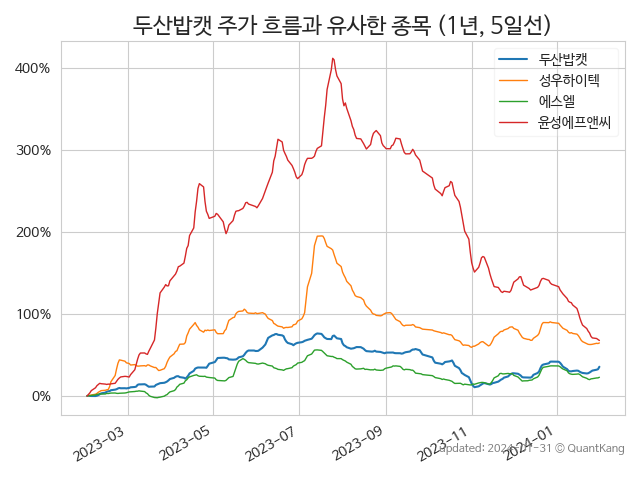 두산밥캣 주가 흐름과 유사한 종목 (1년, 5일선)
두산밥캣
성우하이텍
에스엘
윤성에프앤씨
400%
300%
200%
100%
0%
2023-03
2023-05
2023-07
2023-09
2023-11
2024-01
updated: 2024-01-31 © QuantKang